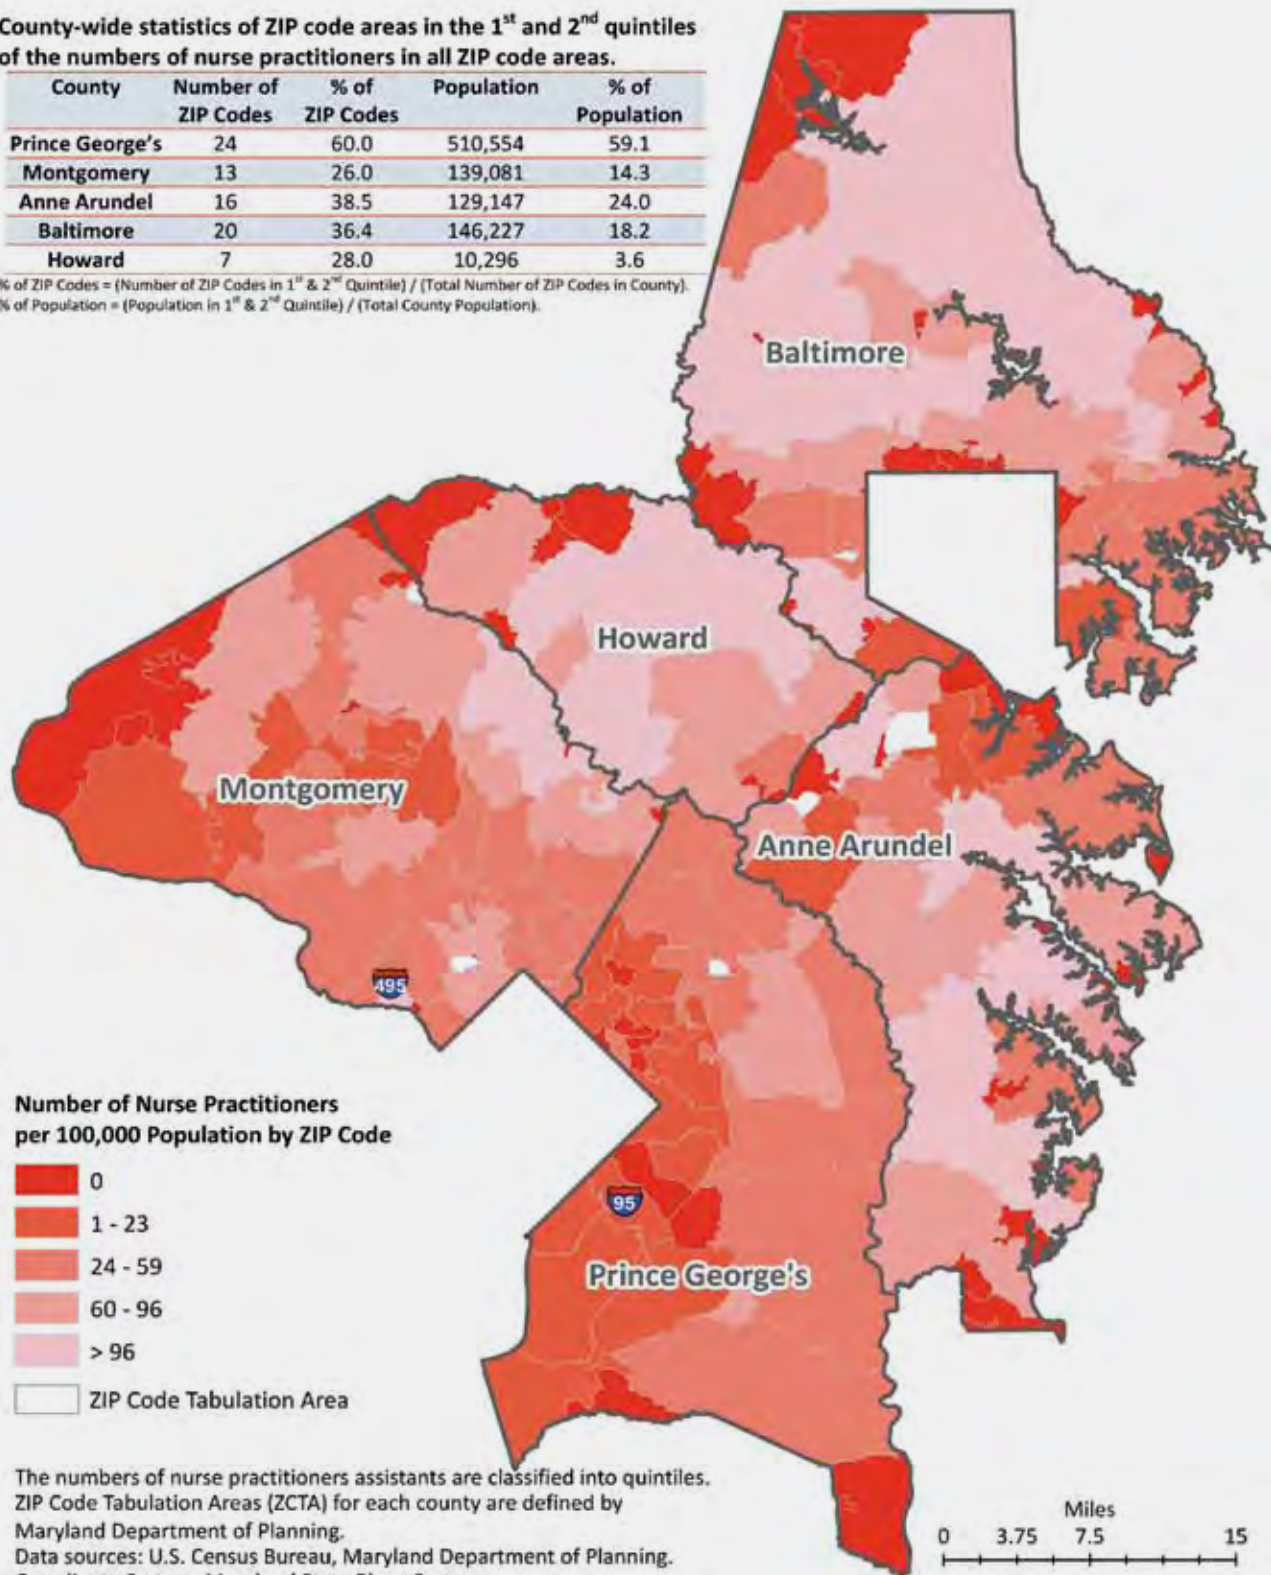 County-wide statistics of ZIP code areas in the 1st and 2nd quintiles
of the numbers of nurse practitioners in all ZIP code areas.
County Number of ZIP Codes % of ZIP Codes Population % of Population
Prince George's 24 60.0 510,554 59.1
Montgomery 13 26.0 139,081 14.3
Anne Arundel 16 38.5 129,147 24.0
Baltimore 20 36.4 146,227 18.2
Howard 7 28.0 10,296 3.6
% of ZIP Codes = (Number of ZIP Codes in 1st & 2nd Quintile) / (Total Number of ZIP Codes in County).
% of Population = (Population in 1st & 2nd Quintile) / (Total County Population).
Baltimore
Howard
Montgomery
Anne Arundel
495
95
Prince George's
Number of Nurse Practitioners
per 100,000 Population by ZIP Code
0
1 - 23
24 - 59
60 - 96
> 96
ZIP Code Tabulation Area
The numbers of nurse practitioners assistants are classified into quintiles.
ZIP Code Tabulation Areas (ZCTA) for each county are defined by
Maryland Department of Planning.
Data sources: U.S. Census Bureau, Maryland Department of Planning.
Miles
0 3.75 7.5 15